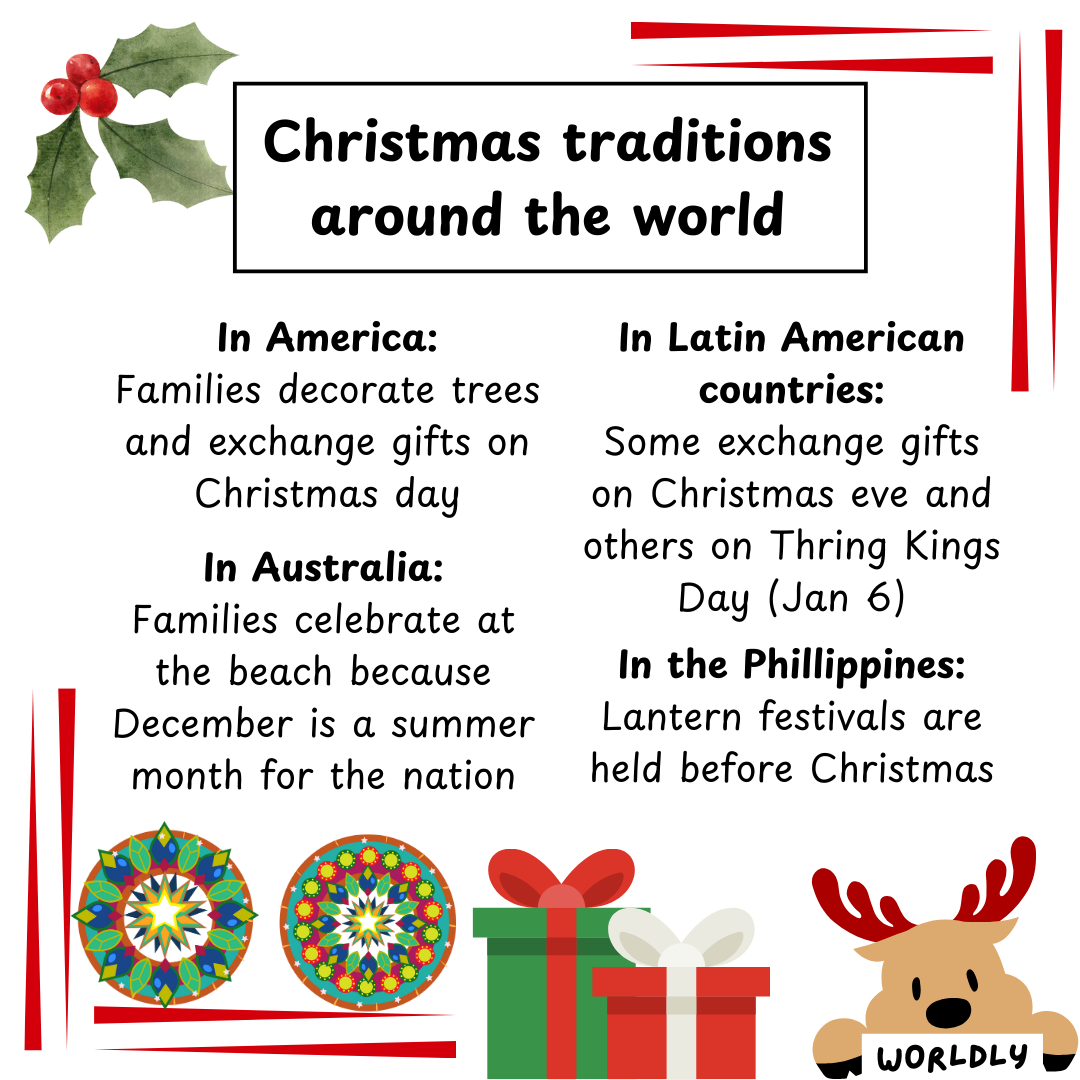 Christmas traditions
around the world
In America:
Families decorate trees
and exchange gifts on
Christmas day
In Australia:
Families celebrate at
the beach because
December is a summer
month for the nation
In Latin American
countries:
Some exchange gifts
on Christmas eve and
others on Thring Kings
Day (Jan 6)
In the Phillippines:
Lantern festivals are
held before Christmas
WORLDLY